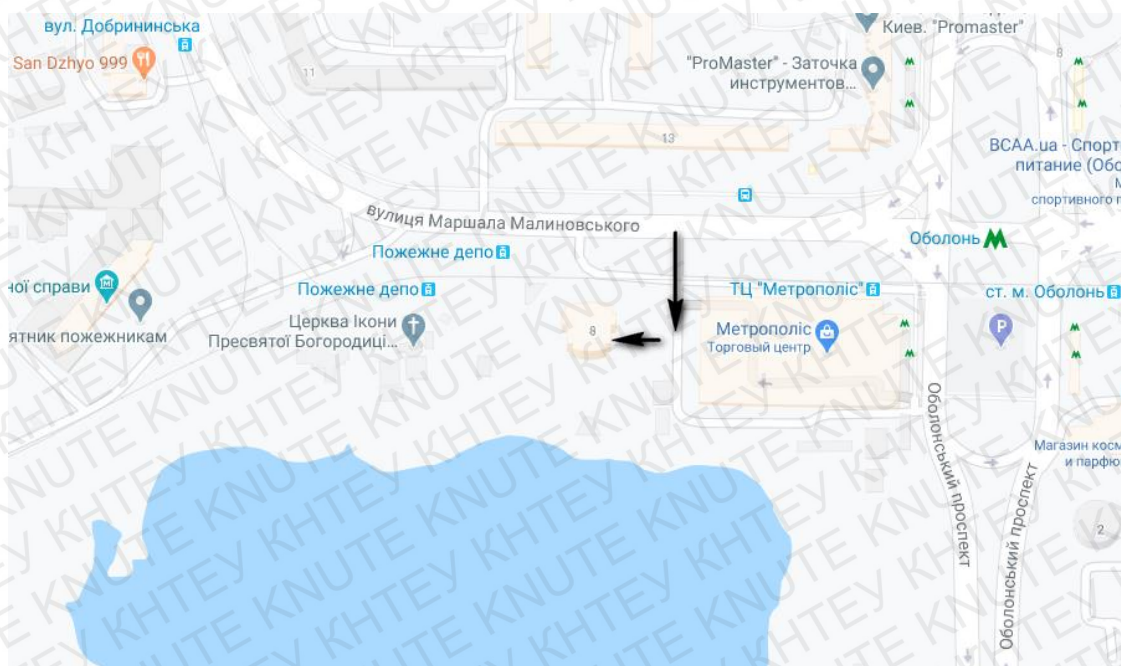 вул. Добрининська
San Dzhyo 999
11
Киев. "Promaster"
"ProMaster" - Заточка
инструментов...
8
13
BCAA.ua - Спорт
питание (Обо
спортивного п
вулиця Маршала Малиновського
Оболонь
Пожежне депо
Пожежне депо
ної справи
ятник пожежникам
Церква Ікони
Пресвятої Богородиці...
8
ТЦ "Метрополіс"
ст. м. Оболонь
Метрополіс
Торговый центр
P
Оболонський проспект
Оболонський проспект
Магазин косм
и парфю
2
KNUTE КНТЕУ